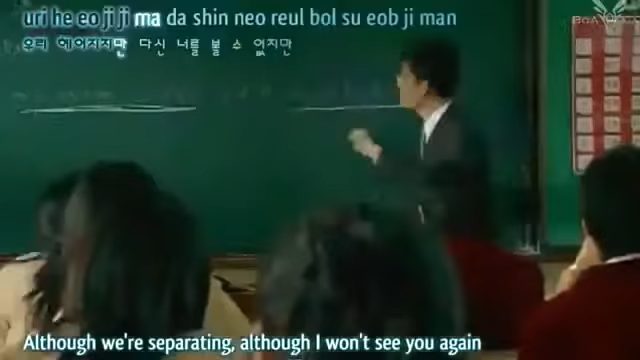 uri he eo ji ji ma da shin neo reul bol su eob ji man
우리 헤어지지만 다신 너를 볼 수 없지만
Although we're separating, although I won't see you again